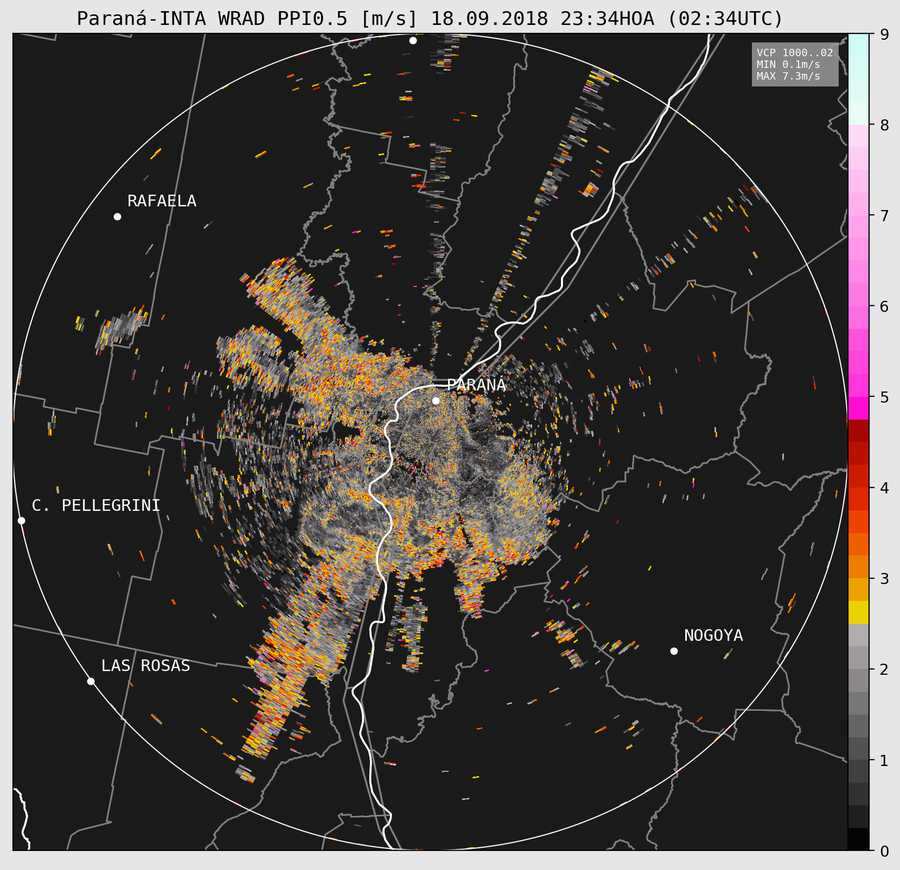 Paraná-INTA WRAD PPI0.5 [m/s] 18.09.2018 23:34HOA (02:34UTC)
VCP 1000..02
MIN 0.1m/s
MAX 7.3m/s
9
8
7
6
5
4
3
2
1
0
RAFAELA
PARANÁ
C. PELLEGRINI
NOGOYA
LAS ROSAS